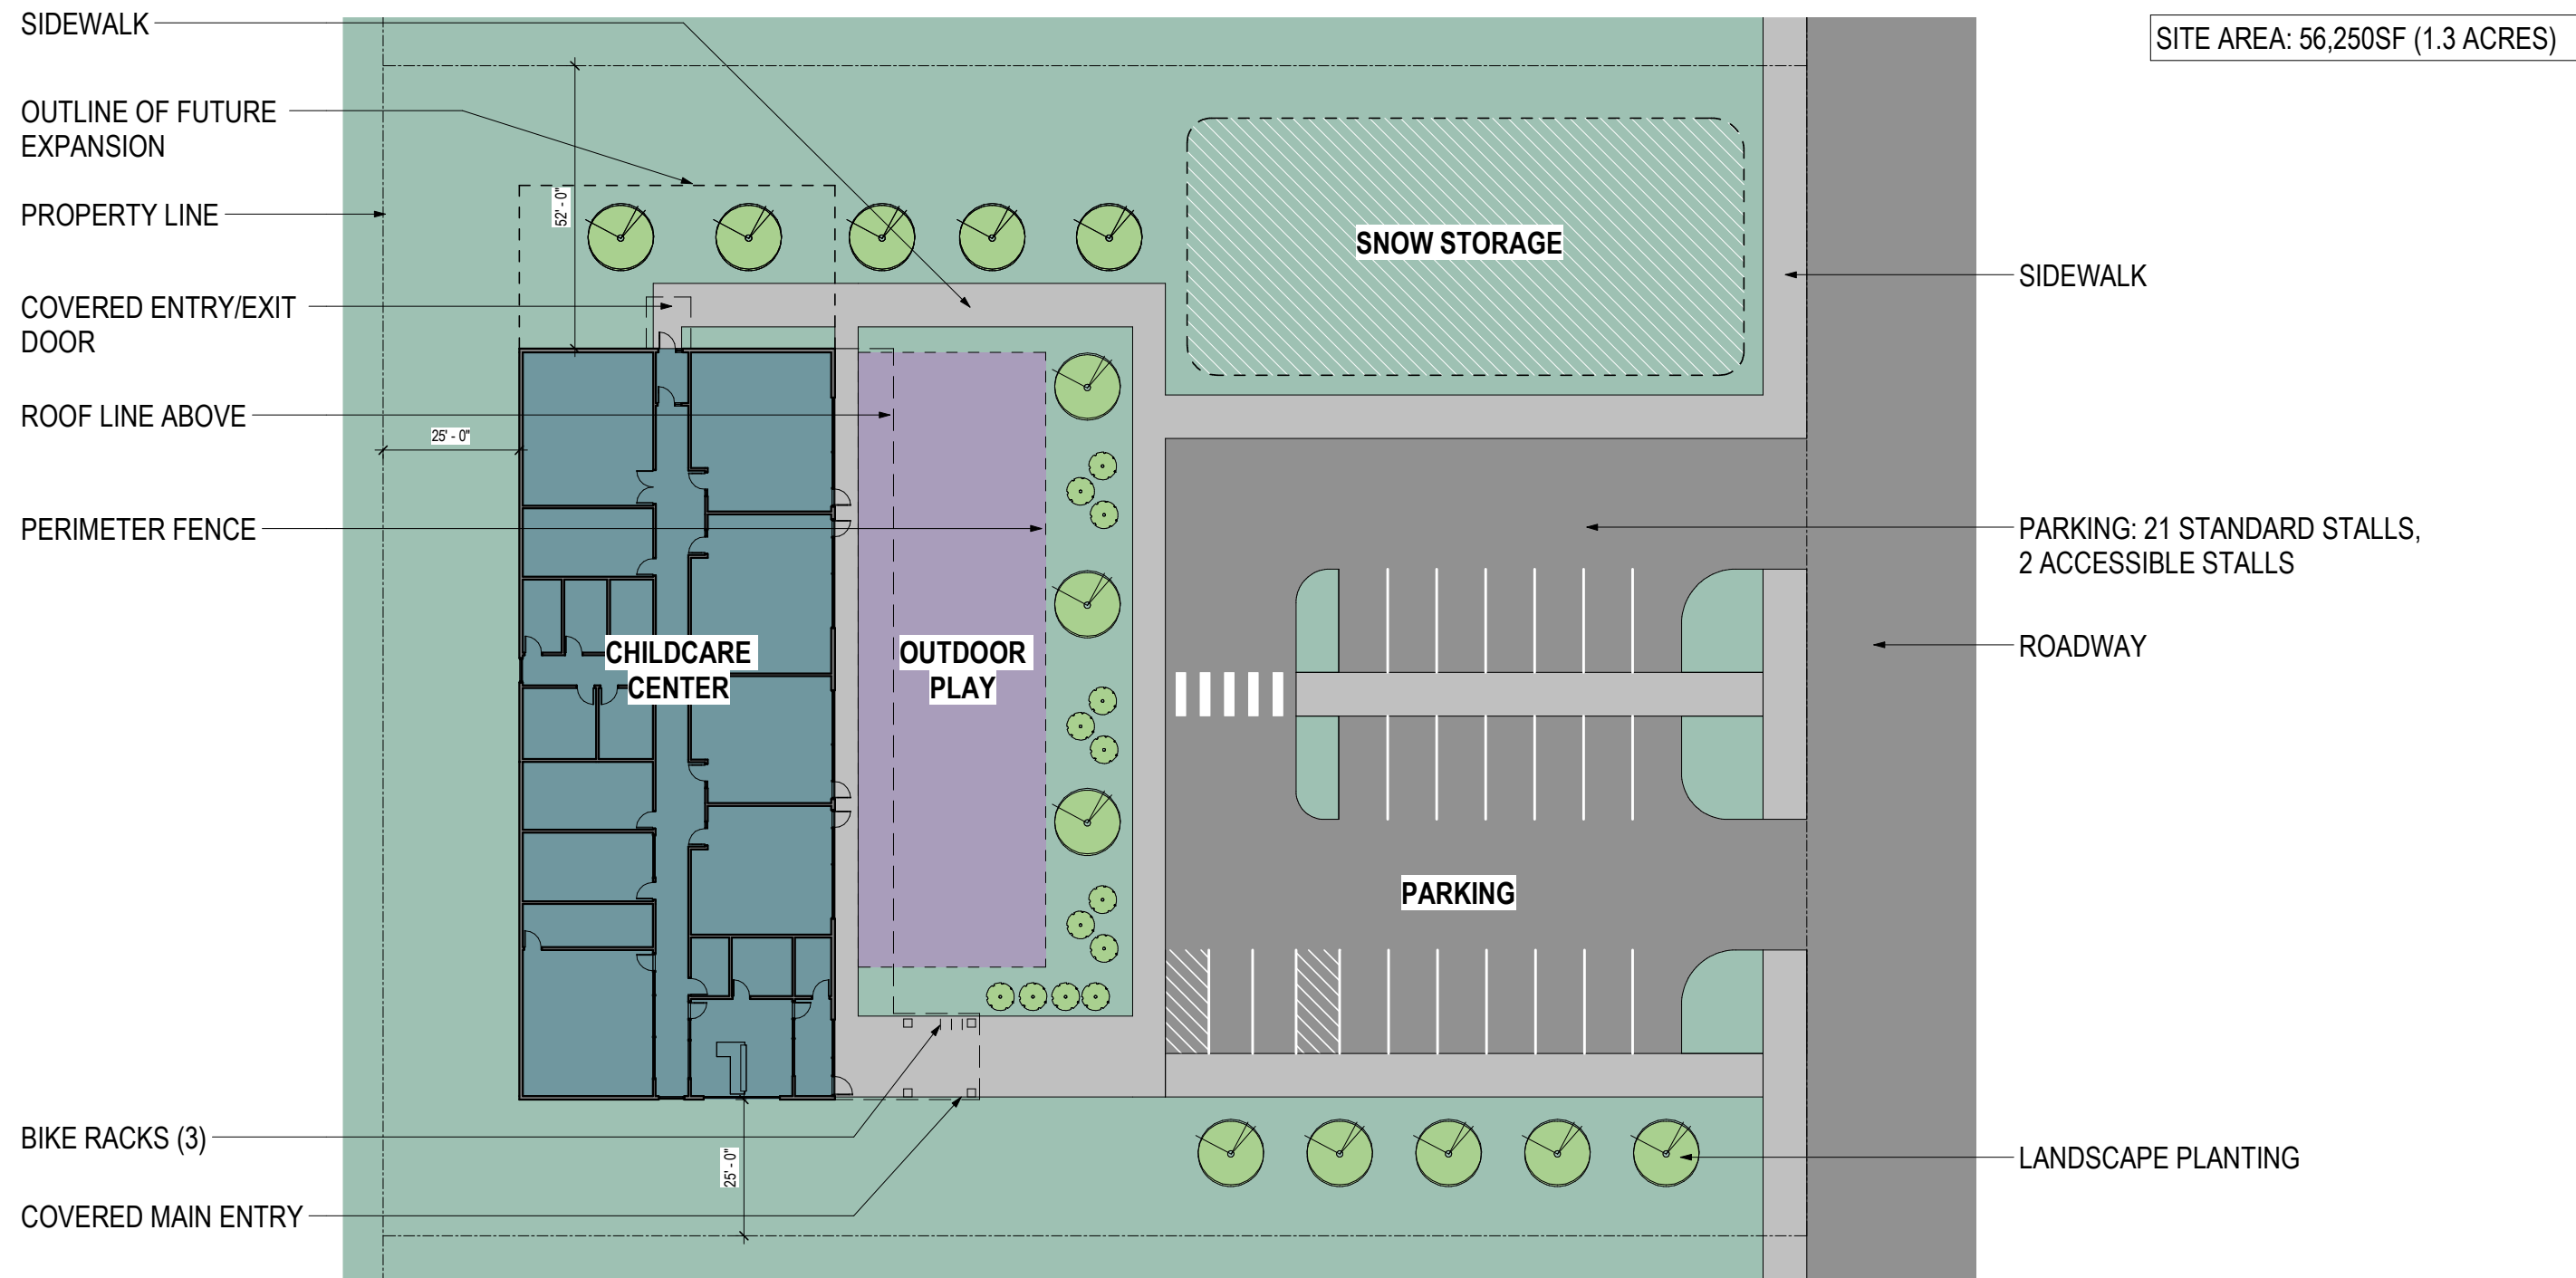 SIDEWALK
OUTLINE OF FUTURE
EXPANSION
PROPERTY LINE
COVERED ENTRY/EXIT
DOOR
ROOF LINE ABOVE
PERIMETER FENCE
BIKE RACKS (3)
COVERED MAIN ENTRY
52' - 0"
25' - 0"
25' - 0"
CHILDCARE
CENTER
OUTDOOR
PLAY
SNOW STORAGE
PARKING
SITE AREA: 56,250SF (1.3 ACRES)
SIDEWALK
PARKING: 21 STANDARD STALLS,
2 ACCESSIBLE STALLS
ROADWAY
LANDSCAPE PLANTING